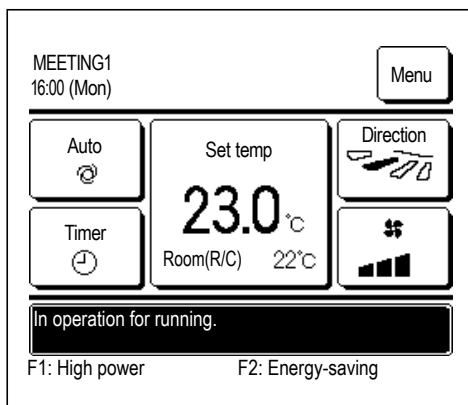 MEETING1
16:00 (Mon)
Menu
Auto
Set temp
Direction
23.0 °C
Timer
Room(R/C) 22°C
In operation for running.
F1: High power F2: Energy-saving